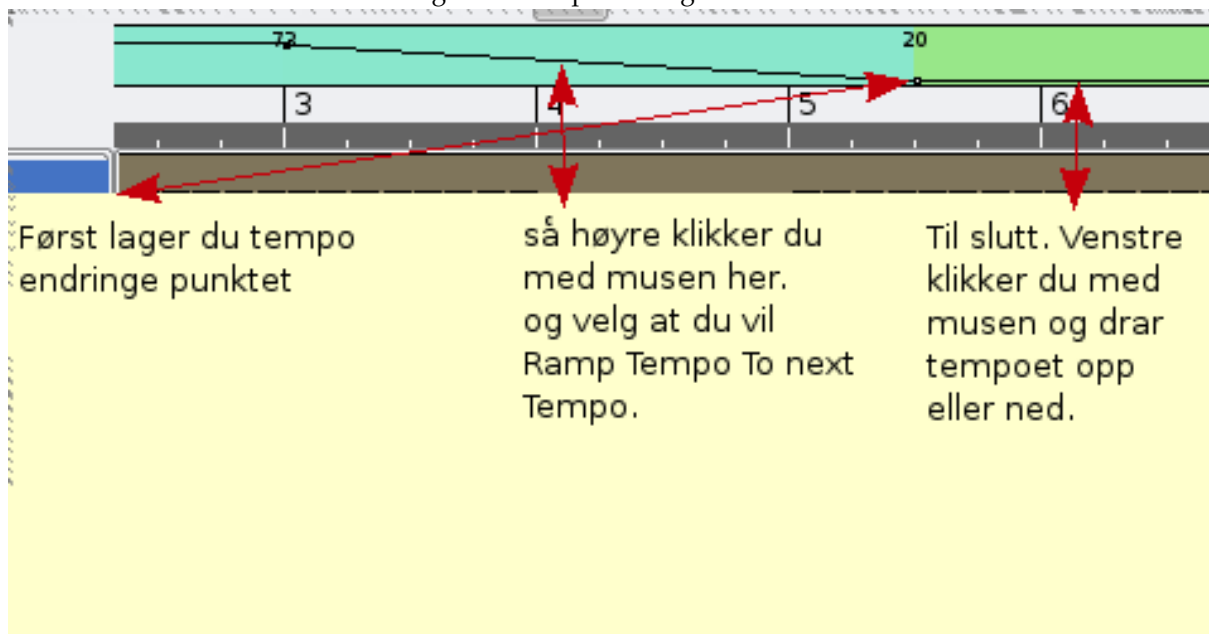 73
20
3
4
5
6
Først lager du tempo
endringe punktet
så høyre klikker du
med musen her.
og velg at du vil
Ramp Tempo To next
Tempo.
Til slutt. Venstre
klikker du med
musen og drar
tempoet opp
eller ned.